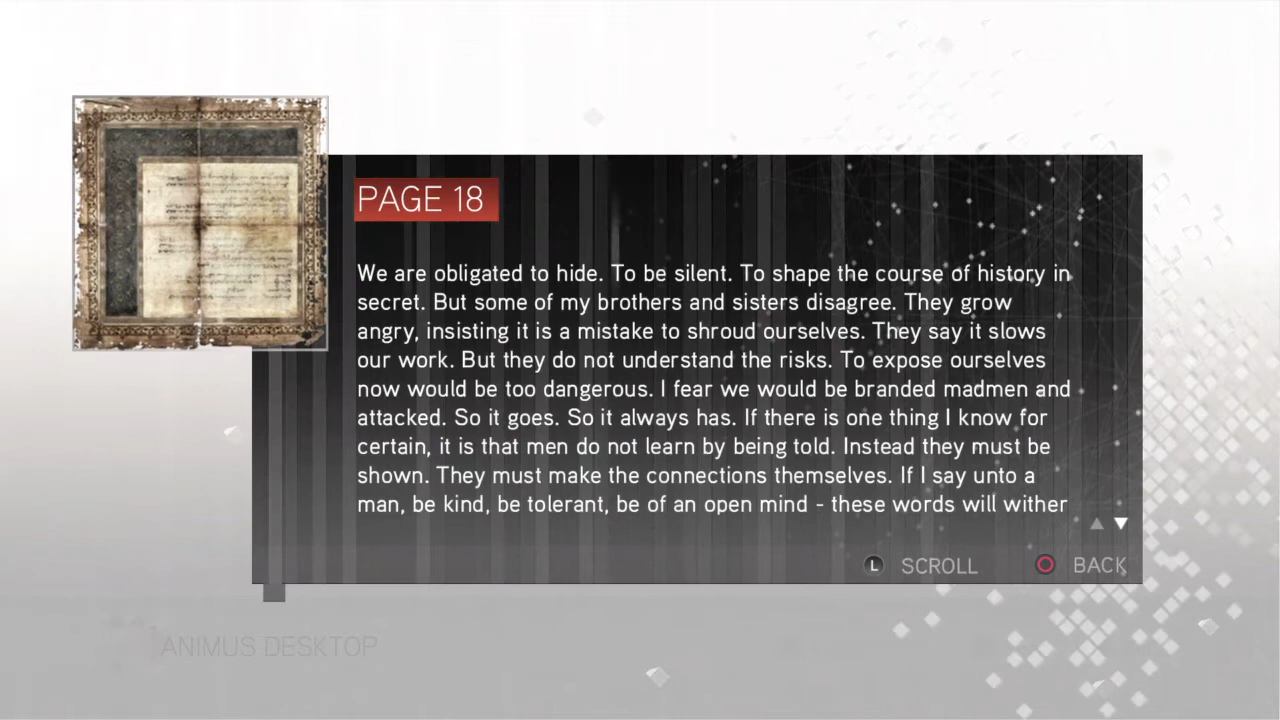 PAGE 18
We are obligated to hide. To be silent. To shape the course of history in
secret. But some of my brothers and sisters disagree. They grow
angry, insisting it is a mistake to shroud ourselves. They say it slows
our work. But they do not understand the risks. To expose ourselves
now would be too dangerous. I fear we would be branded madmen and
attacked. So it goes. So it always has. If there is one thing I know for
certain, it is that men do not learn by being told. Instead they must be
shown. They must make the connections themselves. If I say unto a
man, be kind, be tolerant, be of an open mind - these words will wither
L SCROLL
BACK
ANIMUS DESKTOP